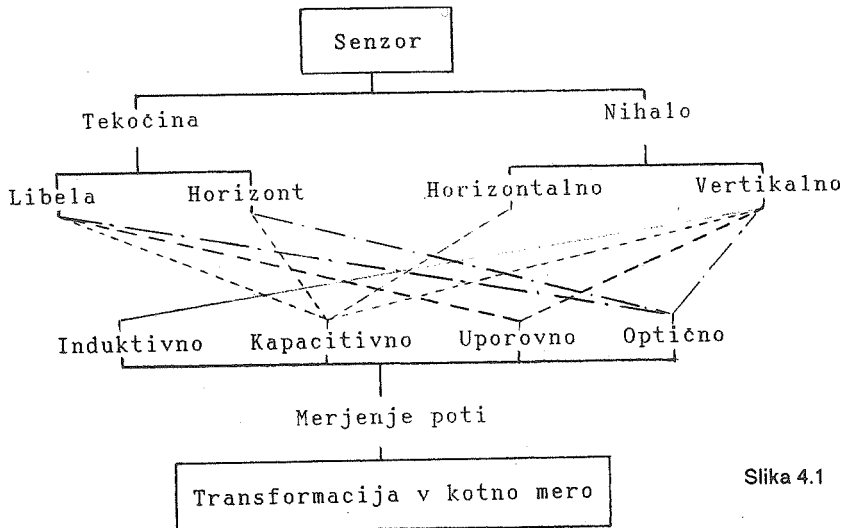 Senzor
Tekočina Nihalo
Libela Horizont Horizontalno Vertikalno
Induktivno Kapacitivno Uporovno Optično
Merjenje poti
Transformacija v kotno mero
Slika 4.1